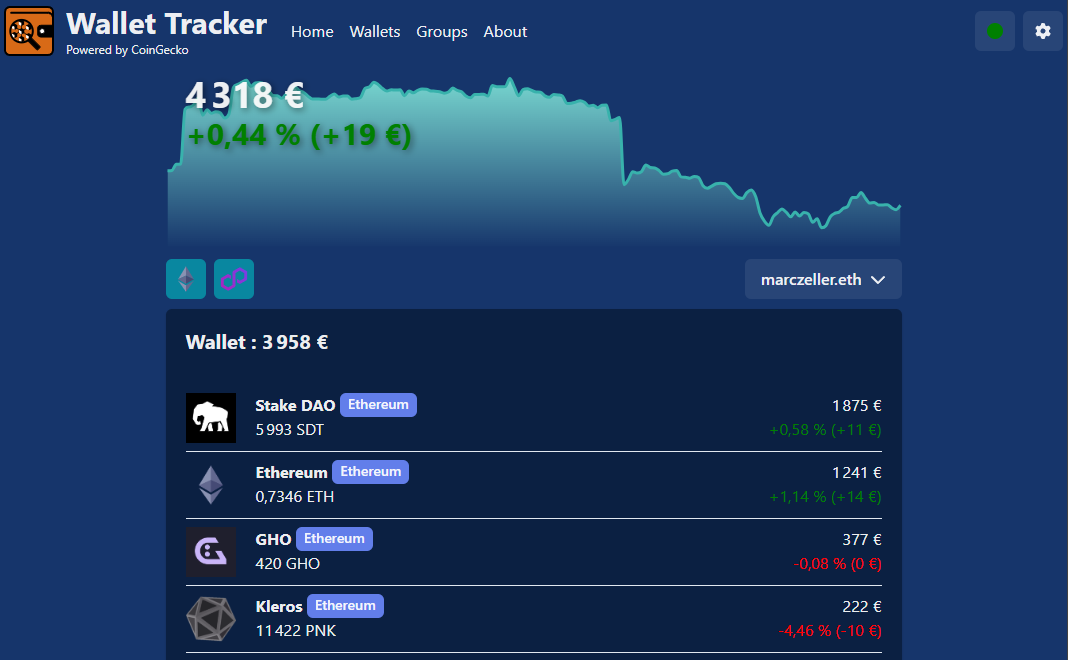 Wallet Tracker
Powered by CoinGecko
Home Wallets Groups About
4 318 €
+0,44 % (+19 €)
marczeller.eth
Wallet : 3 958 €
Stake DAO Ethereum 1 875 €
5 993 SDT +0,58 % (+11 €)
Ethereum Ethereum 1 241 €
0,7346 ETH +1,14 % (+14 €)
GHO Ethereum 377 €
420 GHO -0,08 % (0 €)
Kleros Ethereum 222 €
11 422 PNK -4,46 % (-10 €)